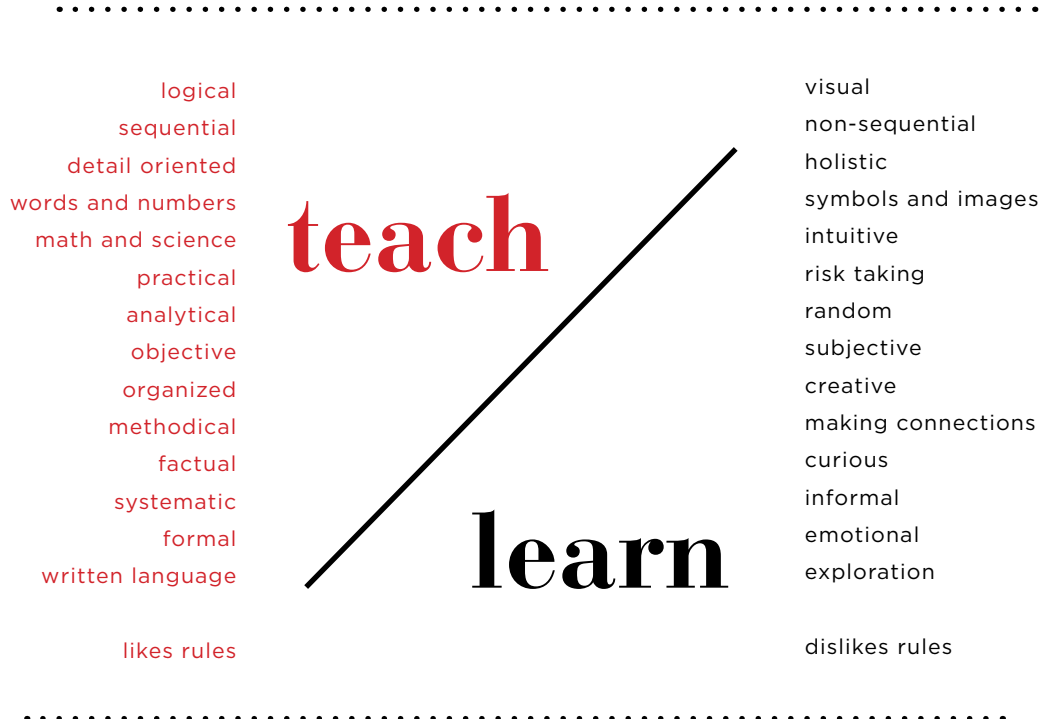 logical
sequential
detail oriented
words and numbers
math and science
practical
analytical
objective
organized
methodical
factual
systematic
formal
written language
likes rules
teach
learn
visual
non-sequential
holistic
symbols and images
intuitive
risk taking
random
subjective
creative
making connections
curious
informal
emotional
exploration
dislikes rules